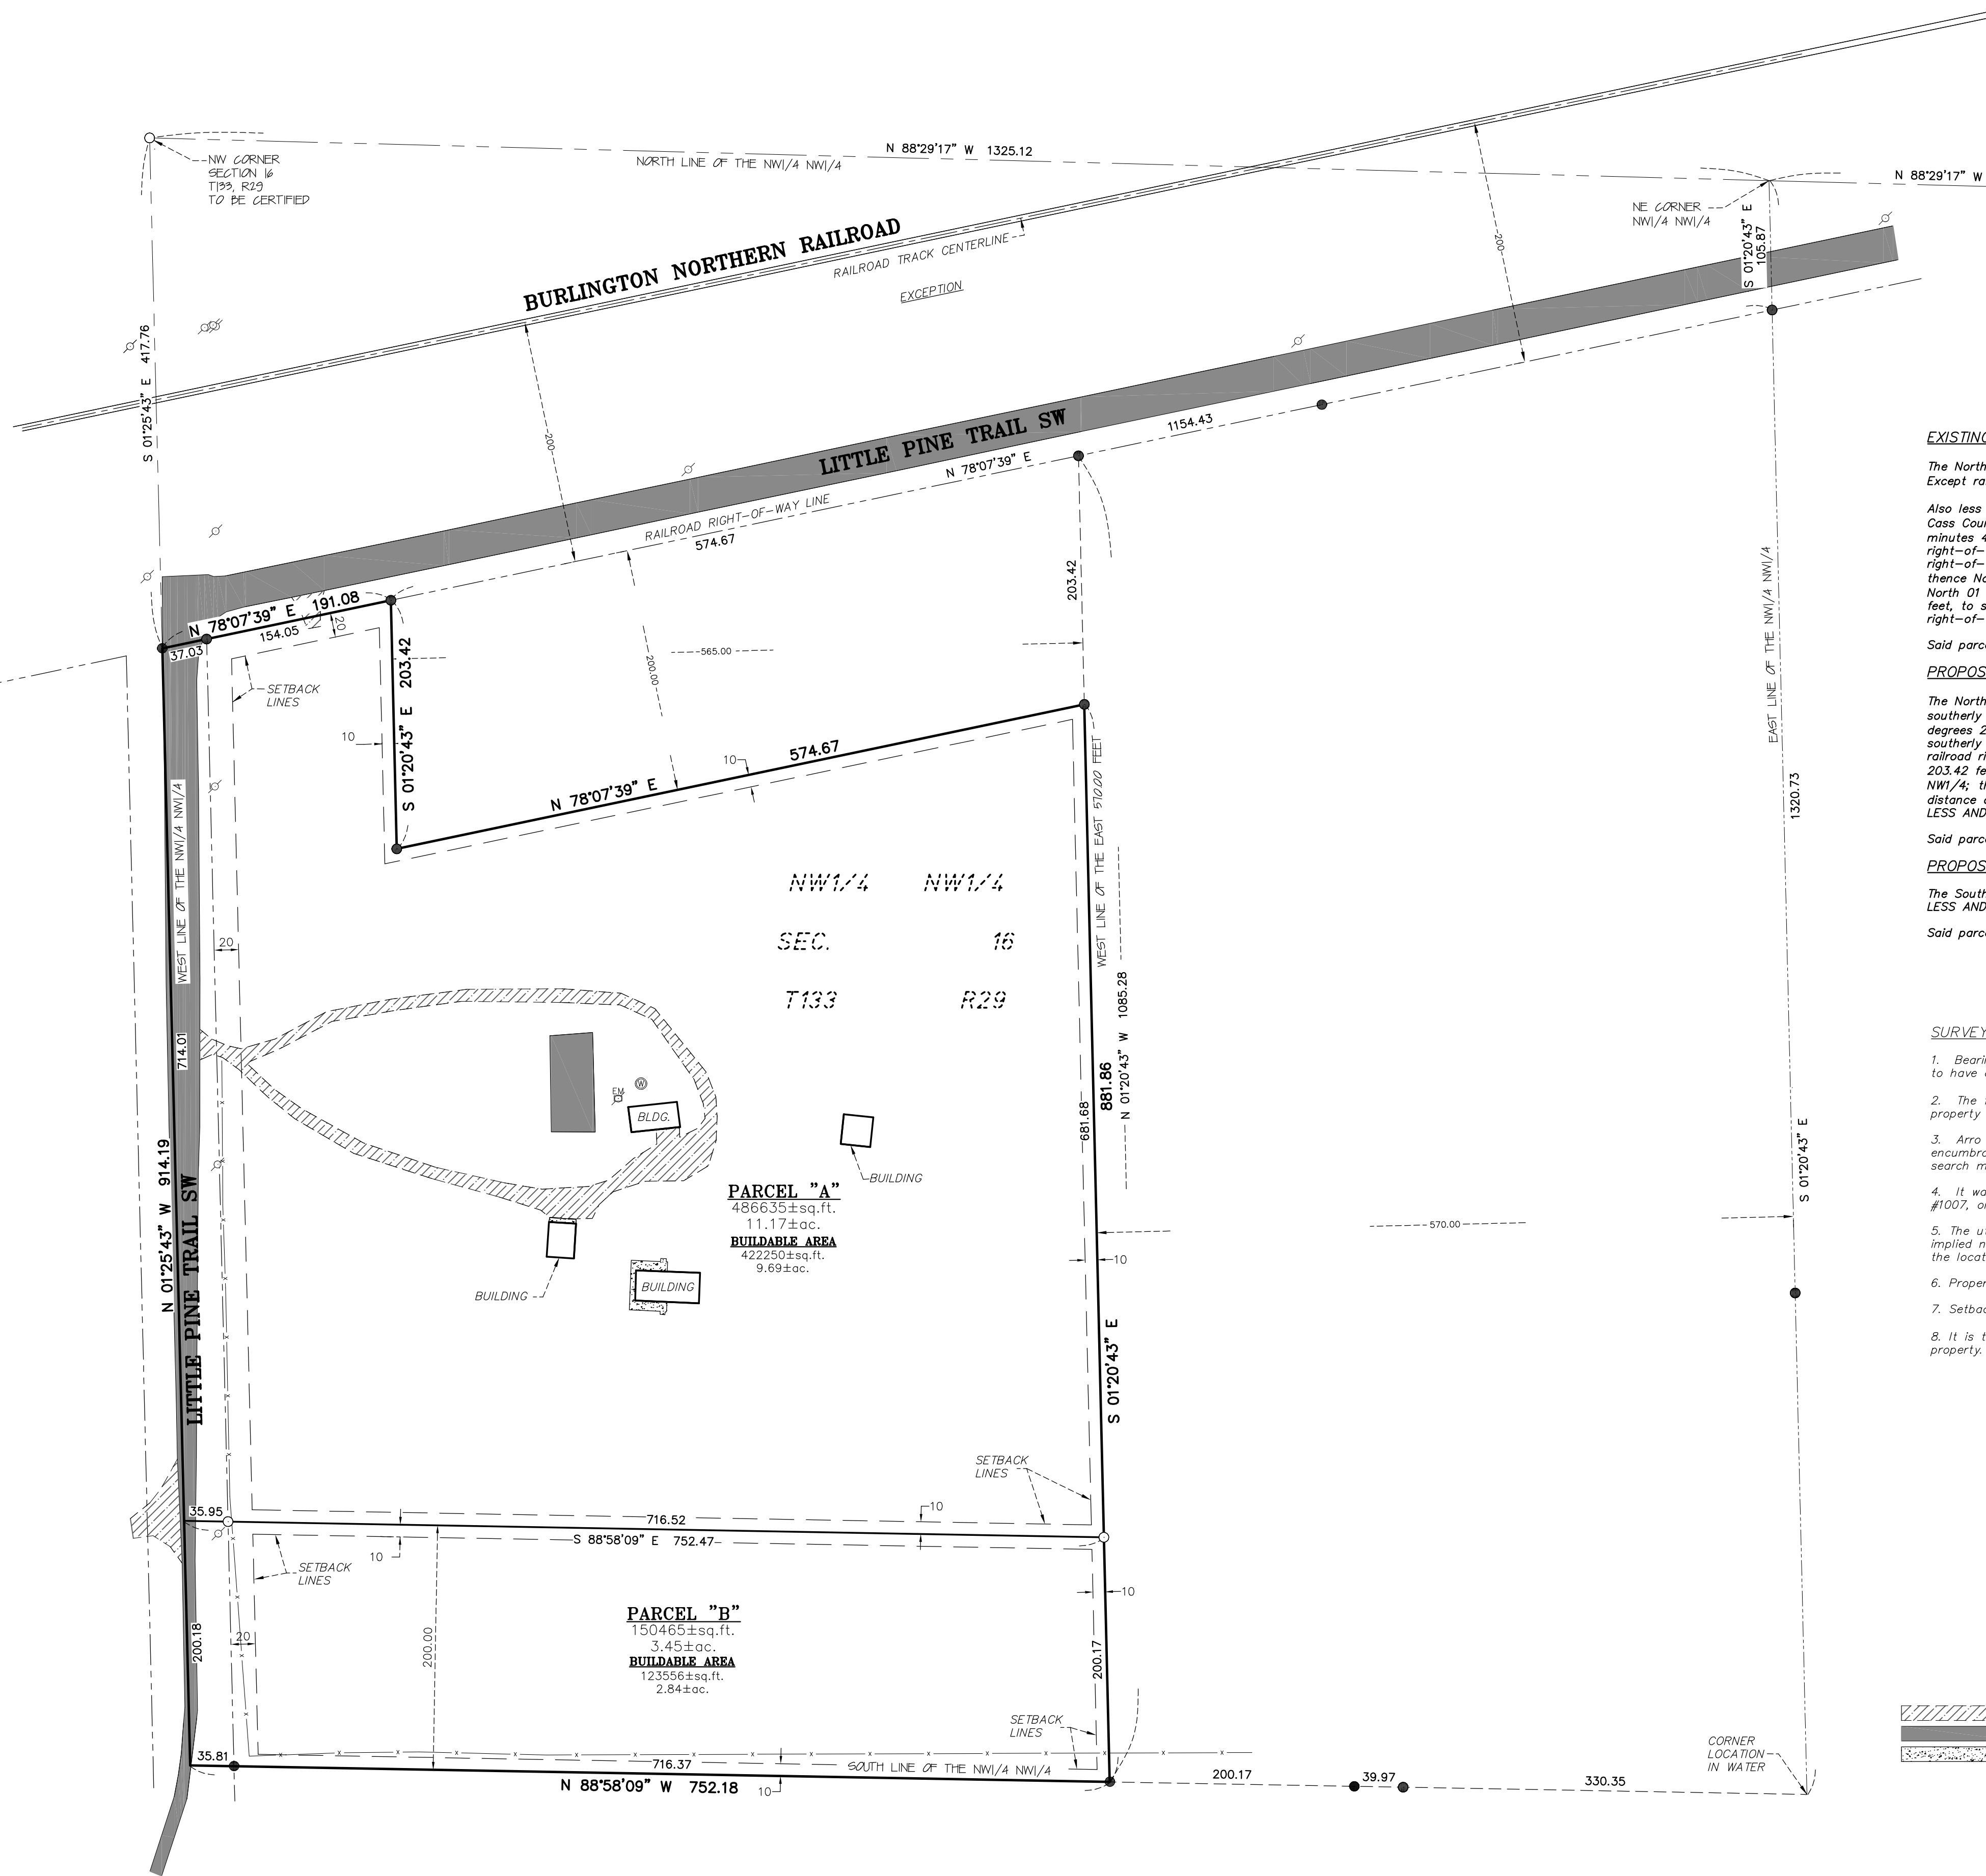 NW CORNER
SECTION 16
T133, R29
TO BE CERTIFIED
N 88°29'17" W 1325.12
NORTH LINE OF THE NW1/4 NW1/4
N 88°29'17" W
NE CORNER
NW1/4 NW1/4
S 01°20'43" E
105.87
BURLINGTON NORTHERN RAILROAD
RAILROAD TRACK CENTERLINE
EXCEPTION
200
200
S 01°25'43" E 417.76
LITTLE PINE TRAIL SW
1154.43
N 78°07'39" E
RAILROAD RIGHT-OF-WAY LINE
574.67
N 78°07'39" E 191.08
154.05
20
37.03
SETBACK
LINES
S 01°20'43" E 203.42
565.00
200.00
203.42
10
10
574.67
N 78°07'39" E
WEST LINE OF THE NW1/4 NW1/4
WEST LINE OF THE EAST 570.00 FEET
EAST LINE OF THE NW1/4 NW1/4
1320.73
S 01°20'43" E
NW1/4 NW1/4
SEC. 16
T133 R29
20
714.01
N 01°25'43" W 914.19
LITTLE PINE TRAIL SW
EM
W
BLDG.
BUILDING
BUILDING
BUILDING
PARCEL "A"
486635±sq.ft.
11.17±ac.
BUILDABLE AREA
422250±sq.ft.
9.69±ac.
681.68
881.86
N 01°20'43" W 1085.28
S 01°20'43" E
10
570.00
SETBACK
LINES
35.95
716.52
10
S 88°58'09" E 752.47
10
SETBACK
LINES
10
PARCEL "B"
150465±sq.ft.
3.45±ac.
BUILDABLE AREA
123556±sq.ft.
2.84±ac.
200.18
20
200.00
200.17
SETBACK
LINES
35.81
716.37
SOUTH LINE OF THE NW1/4 NW1/4
N 88°58'09" W 752.18
10
200.17
39.97
330.35
CORNER
LOCATION
IN WATER
EXISTING
The North
Except ra
Also less
Cass Cou
minutes 4
right-of-
right-of-
thence No
North 01
feet, to s
right-of-
Said parc
PROPOS
The North
southerly
degrees 2
southerly
railroad ri
203.42 fe
NW1/4; th
distance
LESS AND
Said parc
PROPOS
The South
LESS AND
Said parc
SURVEY
1. Beari
to have
2. The
property
3. Arro
encumbra
search m
4. It wa
#1007, or
5. The ut
implied n
the locat
6. Proper
7. Setbac
8. It is t
property.